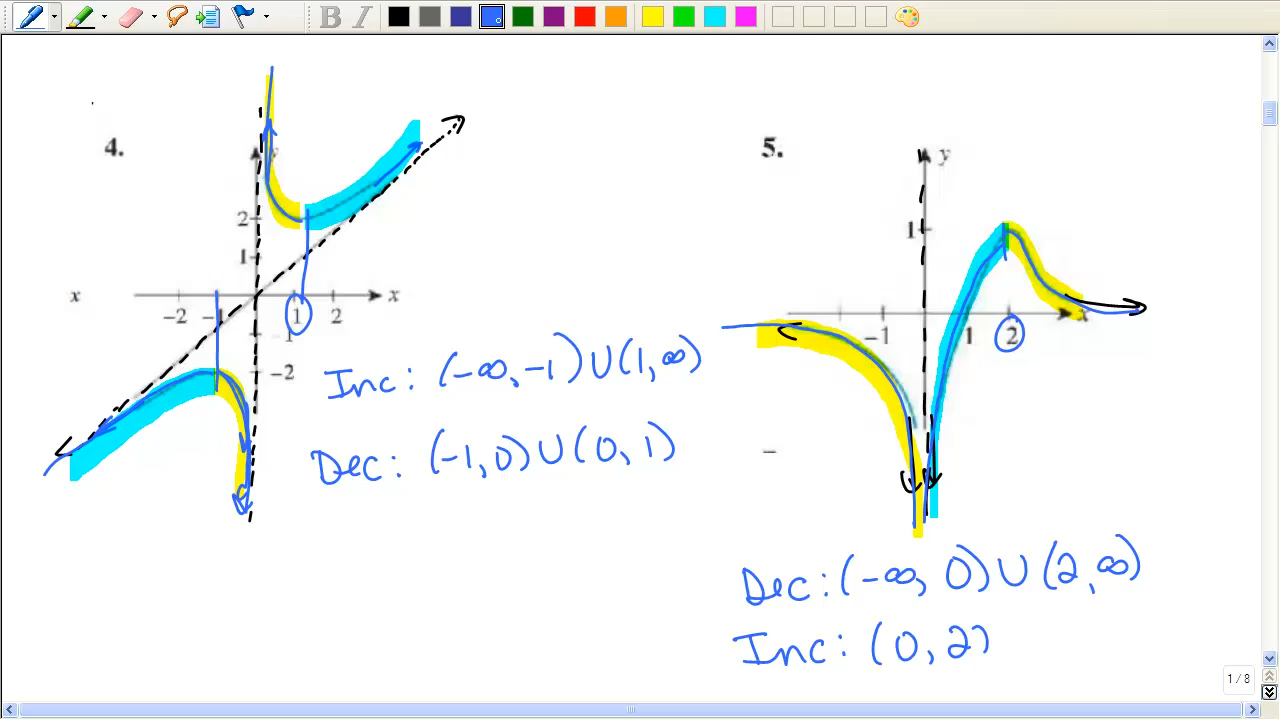 B I
4.
y
2
1
x
-2 -1 1 2 x
-1
-2
Inc: (-∞, -1) ∪ (1, ∞)
Dec: (-1, 0) ∪ (0, 1)
5.
y
1
-1 1 2 x
Dec: (-∞, 0) ∪ (2, ∞)
Inc: (0, 2)
1 / 8